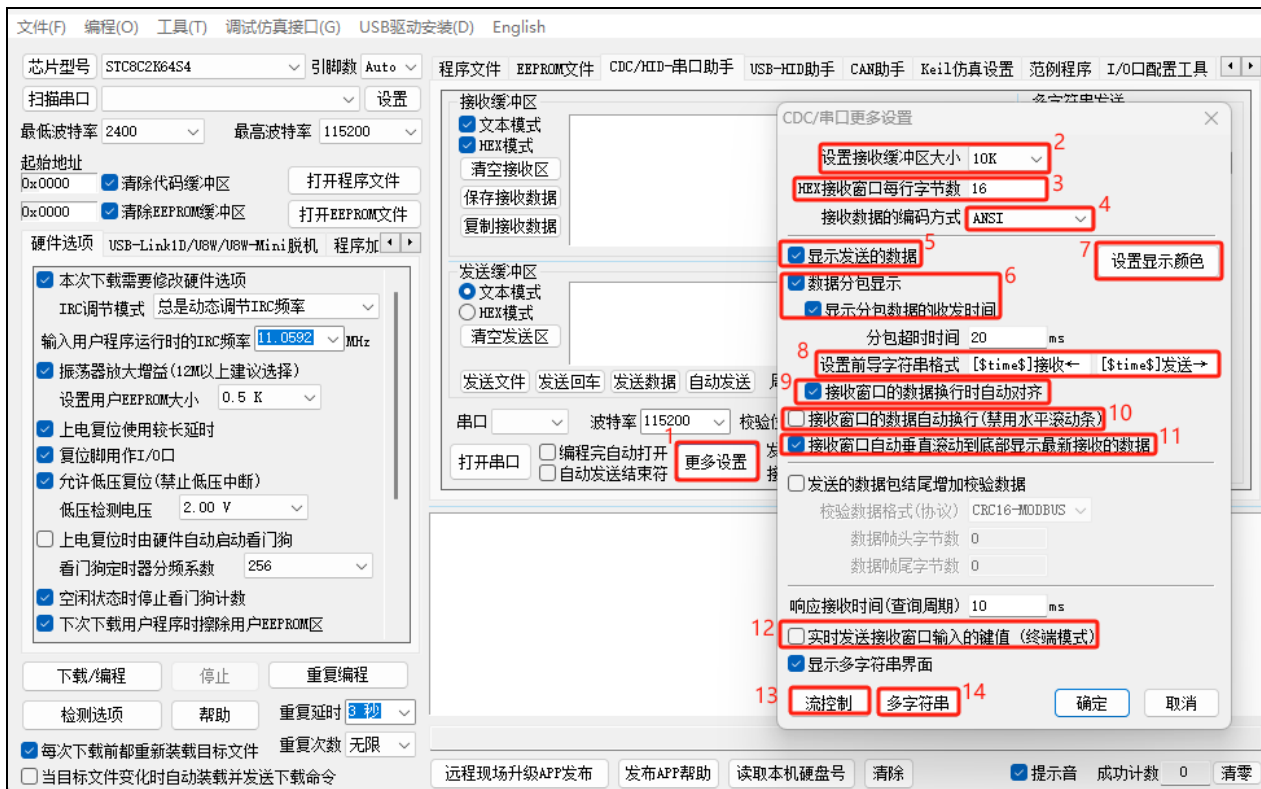 文件(F) 编程(O) 工具(T) 调试仿真接口(G) USB驱动安装(D) English
芯片型号 STC8C2K64S4 引脚数 Auto
扫描串口 设置
最低波特率 2400 最高波特率 115200
起始地址
0x0000 清除代码缓冲区 打开程序文件
0x0000 清除EEPROM缓冲区 打开EEPROM文件
硬件选项 USB-Link1D/U8W/U8W-Mini脱机 程序加
本次下载需要修改硬件选项
IRC调节模式 总是动态调节IRC频率
输入用户程序运行时的IRC频率 11.0592 MHz
振荡器放大增益(12M以上建议选择)
设置用户EEPROM大小 0.5 K
上电复位使用较长延时
复位脚用作I/O口
允许低压复位(禁止低压中断)
低压检测电压 2.00 V
上电复位时由硬件自动启动看门狗
看门狗定时器分频系数 256
空闲状态时停止看门狗计数
下次下载用户程序时擦除用户EEPROM区
下载/编程 停止 重复编程
检测选项 帮助 重复延时 3 秒
每次下载前都重新装载目标文件 重复次数 无限
当目标文件变化时自动装载并发送下载命令
程序文件 EEPROM文件 CDC/HID-串口助手 USB-HID助手 CAN助手 Keil仿真设置 范例程序 I/O口配置工具
接收缓冲区 多字符串发送
文本模式
HEX模式
清空接收区
保存接收数据
复制接收数据
发送缓冲区
文本模式
HEX模式
清空发送区
发送文件 发送回车 发送数据 自动发送
串口 波特率 115200 校验位
1
打开串口 编程完自动打开 更多设置
自动发送结束符
远程现场升级APP发布 发布APP帮助 读取本机硬盘号 清除 提示音 成功计数 0 清零
CDC/串口更多设置
设置接收缓冲区大小 10K 2
HEX接收窗口每行字节数 16 3
接收数据的编码方式 ANSI 4
显示发送的数据 5
7 设置显示颜色
数据分包显示 6
显示分包数据的收发时间
分包超时时间 20 ms
8 设置前导字符串格式 [$time$]接收← [$time$]发送→
9 接收窗口的数据换行时自动对齐
接收窗口的数据自动换行(禁用水平滚动条) 10
接收窗口自动垂直滚动到底部显示最新接收的数据 11
发送的数据包结尾增加校验数据
校验数据格式(协议) CRC16-MODBUS
数据帧头字节数 0
数据帧尾字节数 0
响应接收时间(查询周期) 10 ms
12 实时发送接收窗口输入的键值 (终端模式)
显示多字符串界面
13 流控制 多字符串 14 确定 取消